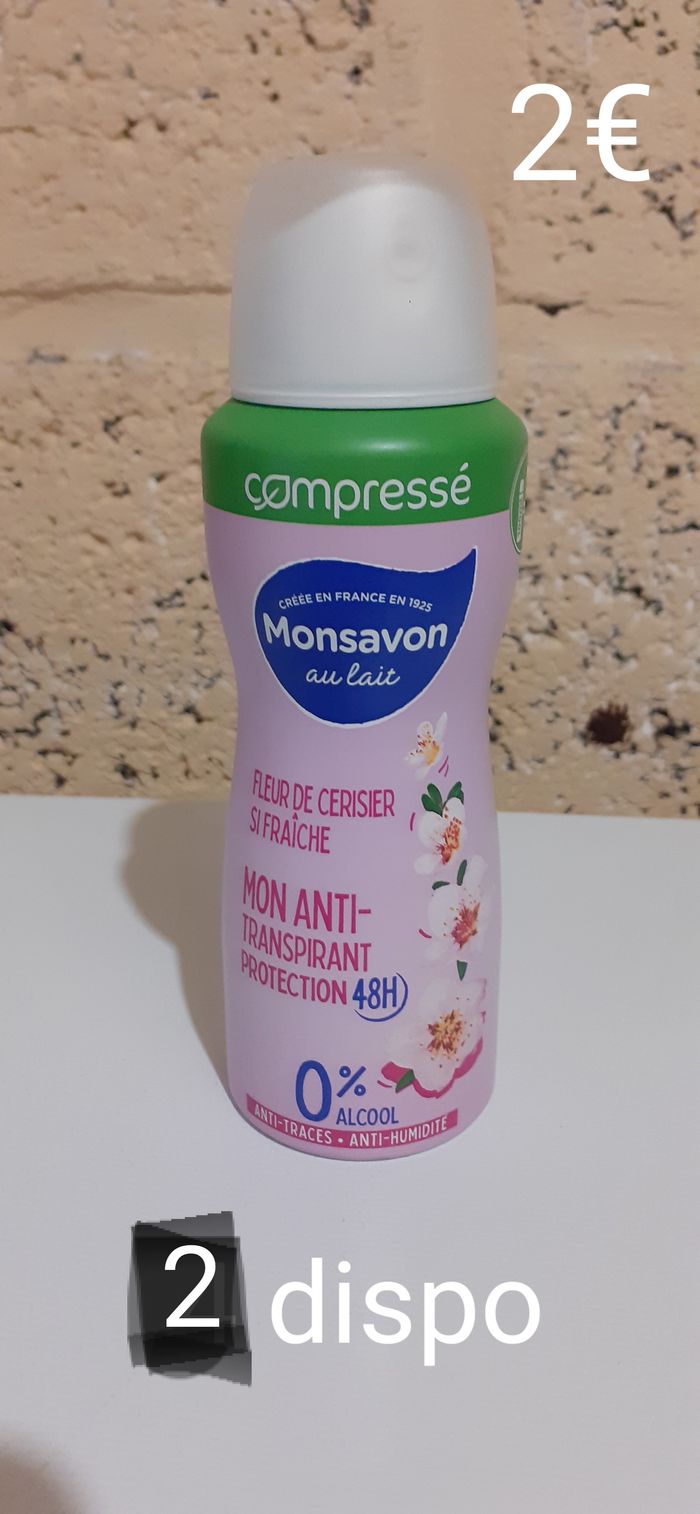 2€
compressé
CRÉÉE EN FRANCE EN 1925
Monsavon
au lait
FLEUR DE CERISIER
SI FRAÎCHE
MON ANTI-
TRANSPIRANT
PROTECTION 48H
0%
ALCOOL
ANTI-TRACES • ANTI-HUMIDITÉ
2 dispo